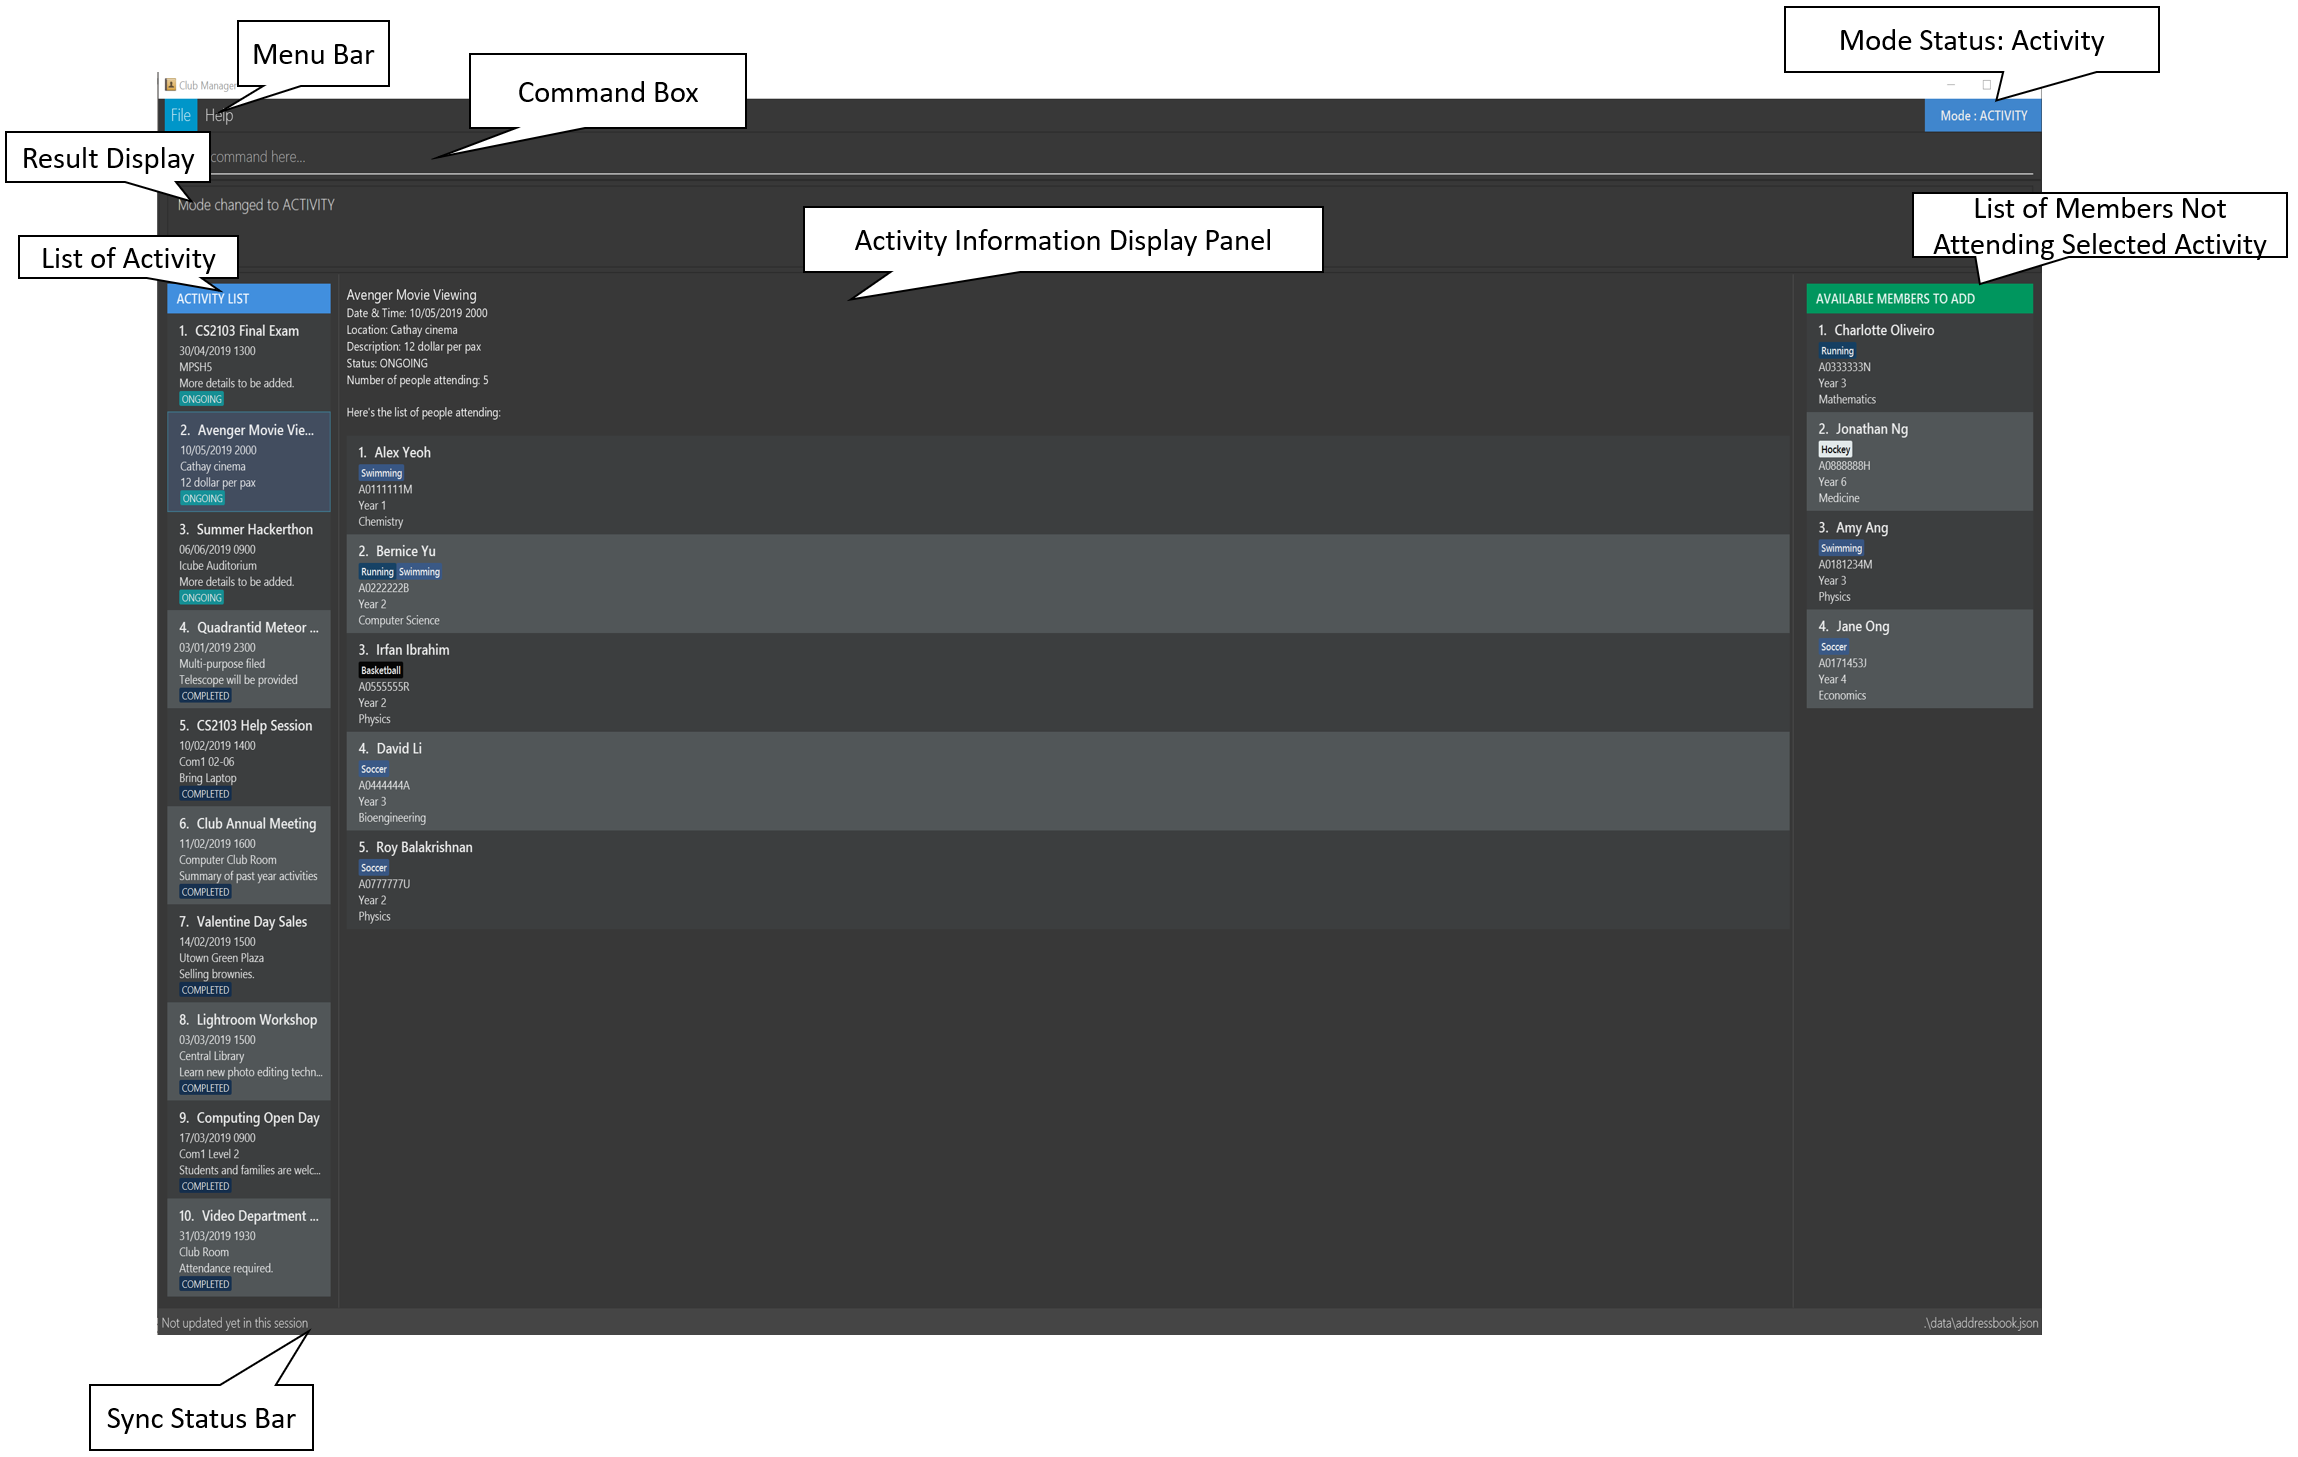 Menu Bar
Command Box
Mode Status: Activity
Club Manager
File Help
Mode : ACTIVITY
Result Display
command here...
Mode changed to ACTIVITY
List of Activity
Activity Information Display Panel
List of Members Not
Attending Selected Activity
ACTIVITY LIST
1. CS2103 Final Exam
30/04/2019 1300
MPSH5
More details to be added.
ONGOING
2. Avenger Movie Vie...
10/05/2019 2000
Cathay cinema
12 dollar per pax
ONGOING
3. Summer Hackerthon
06/06/2019 0900
Icube Auditorium
More details to be added.
ONGOING
4. Quadrantid Meteor ...
03/01/2019 2300
Multi-purpose filed
Telescope will be provided
COMPLETED
5. CS2103 Help Session
10/02/2019 1400
Com1 02-06
Bring Laptop
COMPLETED
6. Club Annual Meeting
11/02/2019 1600
Computer Club Room
Summary of past year activities
COMPLETED
7. Valentine Day Sales
14/02/2019 1500
Utown Green Plaza
Selling brownies.
COMPLETED
8. Lightroom Workshop
03/03/2019 1500
Central Library
Learn new photo editing techn...
COMPLETED
9. Computing Open Day
17/03/2019 0900
Com1 Level 2
Students and families are welc...
COMPLETED
10. Video Department ...
31/03/2019 1930
Club Room
Attendance required.
COMPLETED
Avenger Movie Viewing
Date & Time: 10/05/2019 2000
Location: Cathay cinema
Description: 12 dollar per pax
Status: ONGOING
Number of people attending: 5
Here's the list of people attending:
1. Alex Yeoh
Swimming
A0111111M
Year 1
Chemistry
2. Bernice Yu
Running Swimming
A0222222B
Year 2
Computer Science
3. Irfan Ibrahim
Basketball
A0555555R
Year 2
Physics
4. David Li
Soccer
A0444444A
Year 3
Bioengineering
5. Roy Balakrishnan
Soccer
A0777777U
Year 2
Physics
AVAILABLE MEMBERS TO ADD
1. Charlotte Oliveiro
Running
A0333333N
Year 3
Mathematics
2. Jonathan Ng
Hockey
A0888888H
Year 6
Medicine
3. Amy Ang
Swimming
A0181234M
Year 3
Physics
4. Jane Ong
Soccer
A0171453J
Year 4
Economics
Not updated yet in this session
.\data\addressbook.json
Sync Status Bar